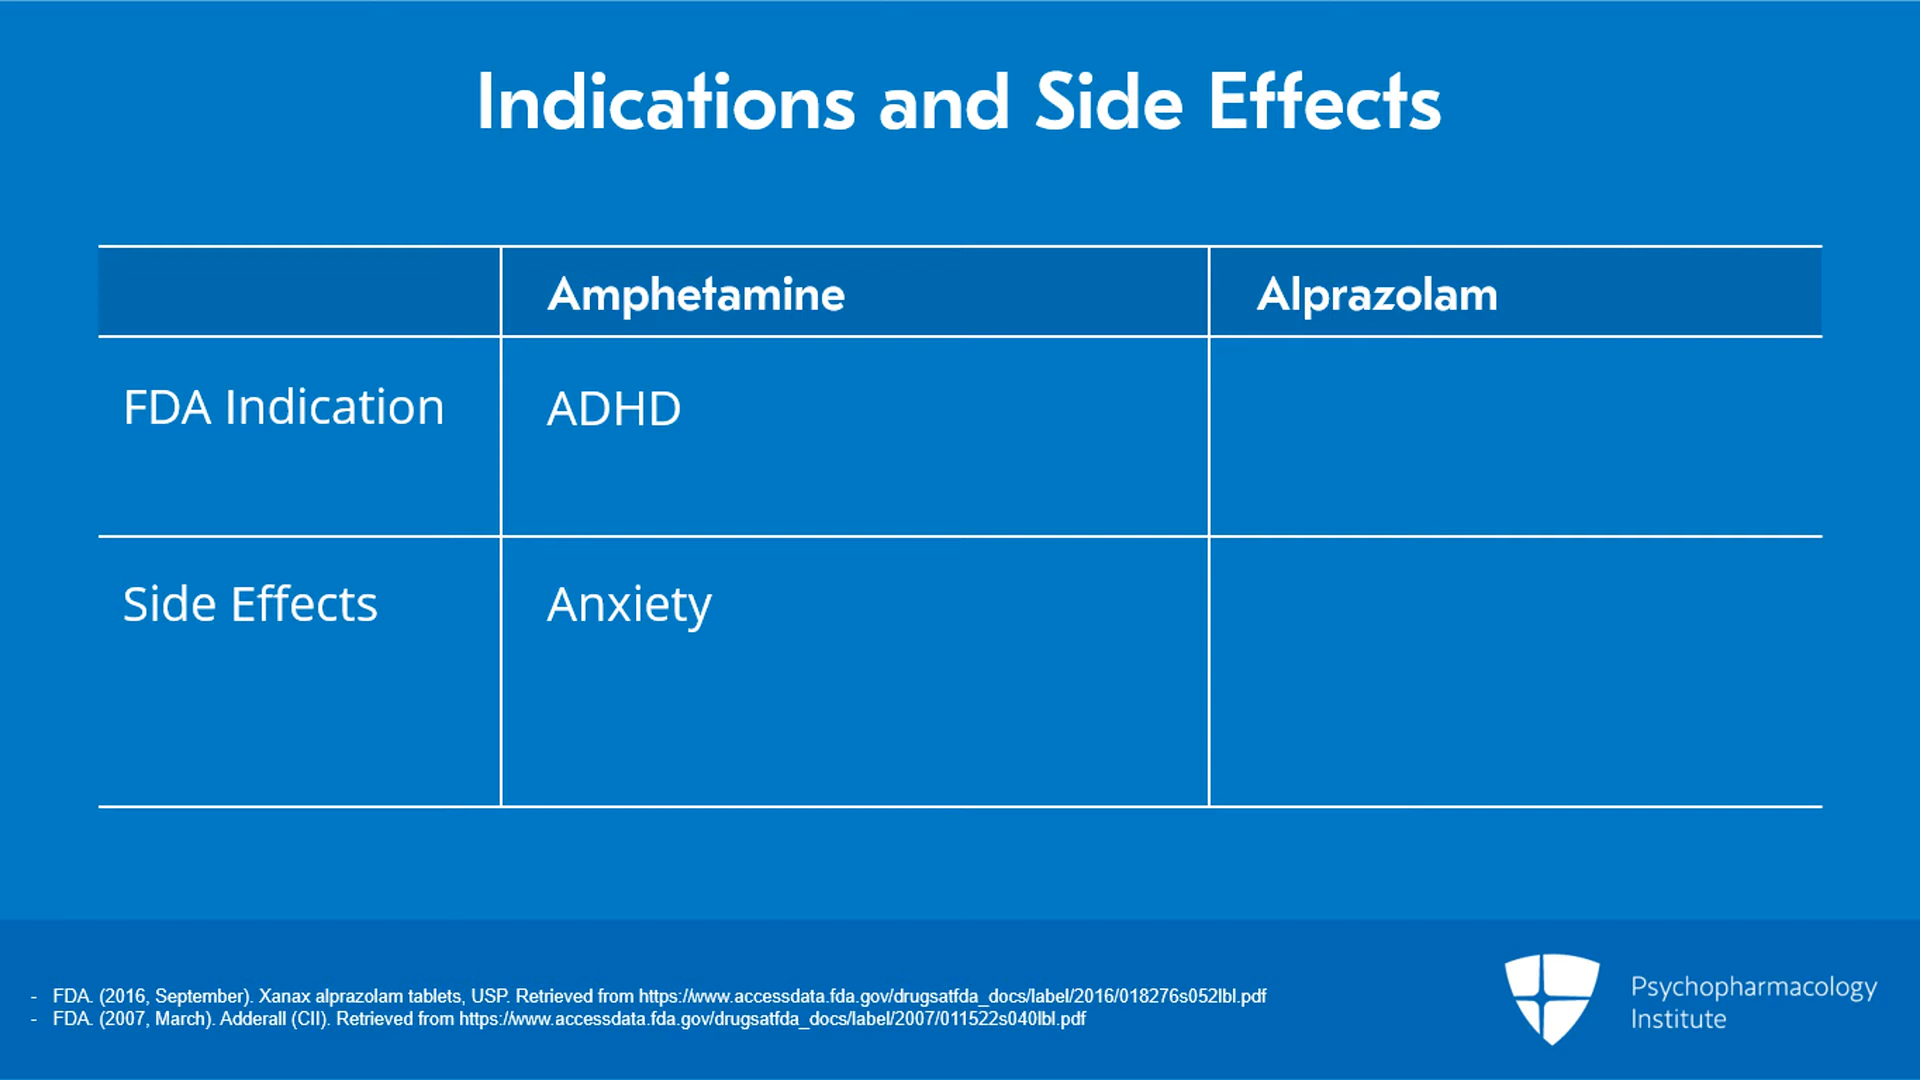 Indications and Side Effects
Amphetamine Alprazolam
FDA Indication ADHD
Side Effects Anxiety
- FDA. (2016, September). Xanax alprazolam tablets, USP. Retrieved from https://www.accessdata.fda.gov/drugsatfda_docs/label/2016/018276s052lbl.pdf
- FDA. (2007, March). Adderall (CII). Retrieved from https://www.accessdata.fda.gov/drugsatfda_docs/label/2007/011522s040lbl.pdf
Psychopharmacology
Institute